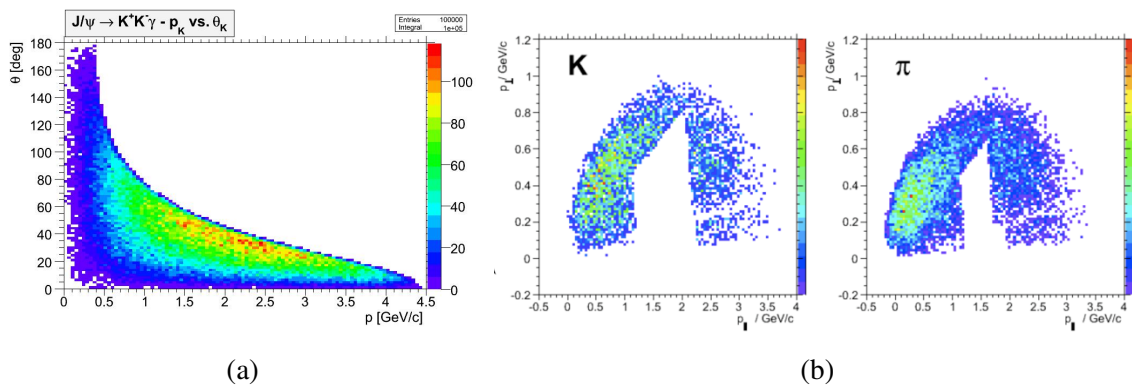 J/ψ → K⁺K⁻γ - p_K vs. θ_K
Entries 100000
Integral 1e+05
θ [deg]
180
160
140
120
100
80
60
40
20
0
0 0.5 1 1.5 2 2.5 3 3.5 4 4.5
p [GeV/c]
100
80
60
40
20
0
(a)
p⊥/ GeV/c
1.2
1
0.8
0.6
0.4
0.2
0
-0.2
K
0 0.5 1 1.5 2 2.5 3 3.5 4
/ GeV/c
p⊥/ GeV/c
1.2
1
0.8
0.6
0.4
0.2
0
-0.2
π
0 0.5 1 1.5 2 2.5 3 3.5 4
/ GeV/c
(b)